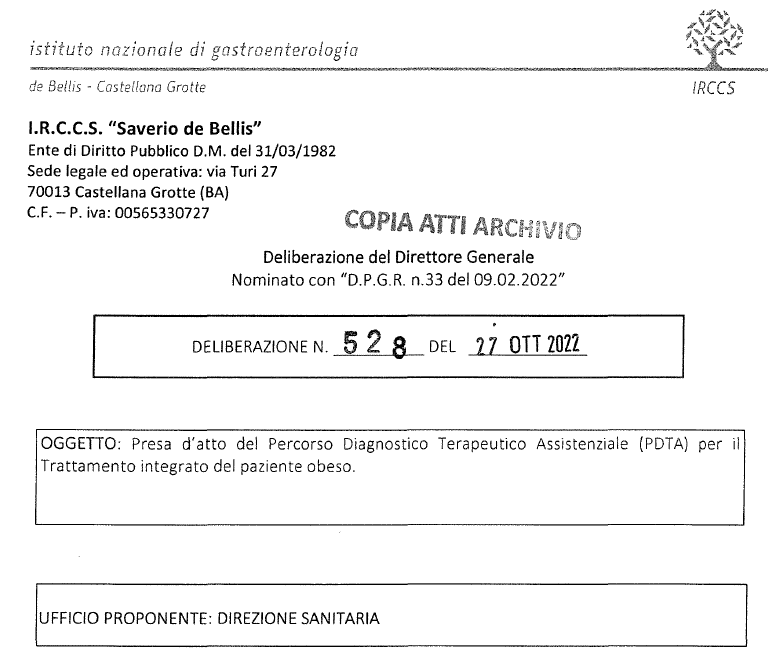 istituto nazionale di gastroenterologia
de Bellis - Castellana Grotte
IRCCS
I.R.C.C.S. “Saverio de Bellis”
Ente di Diritto Pubblico D.M. del 31/03/1982
Sede legale ed operativa: via Turi 27
70013 Castellana Grotte (BA)
C.F. – P. iva: 00565330727
COPIA ATTI ARCHIVIO
Deliberazione del Direttore Generale
Nominato con “D.P.G.R. n.33 del 09.02.2022”
DELIBERAZIONE N. 528 DEL 27 OTT 2022
OGGETTO: Presa d’atto del Percorso Diagnostico Terapeutico Assistenziale (PDTA) per il
Trattamento integrato del paziente obeso.
UFFICIO PROPONENTE: DIREZIONE SANITARIA